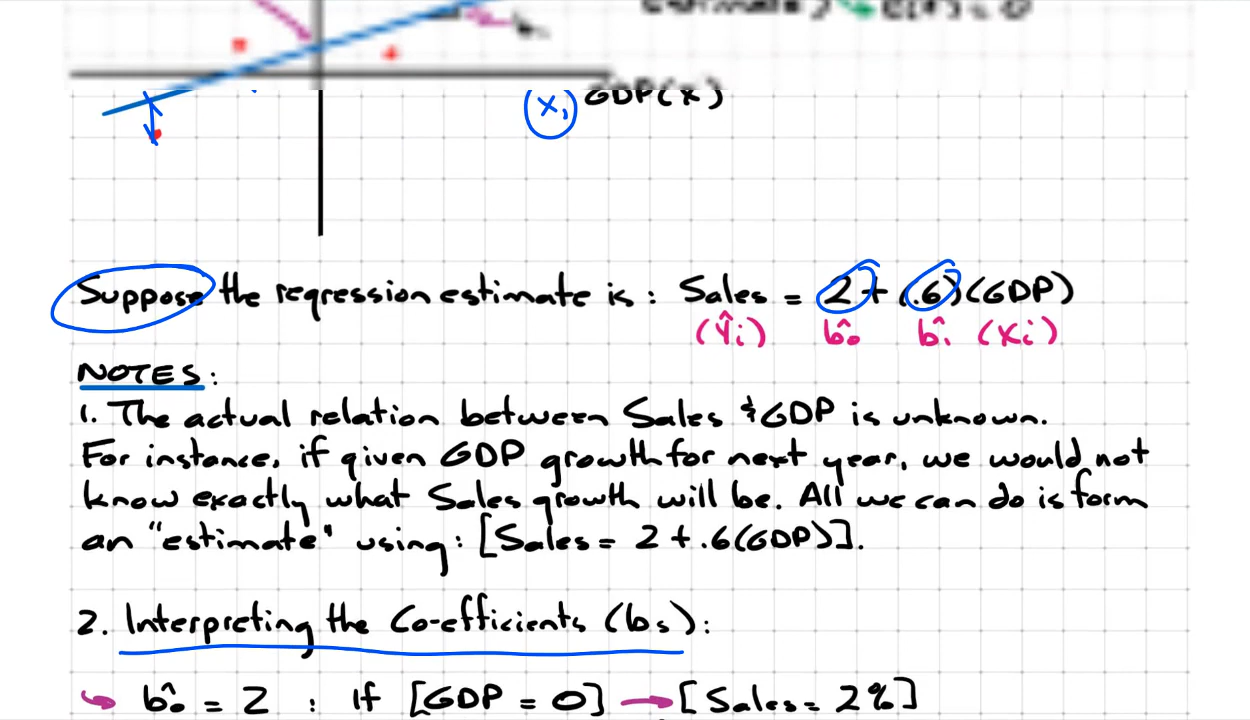 (X₁ GDP(X)
Suppose the regression estimate is : Sales = 2 + (.6)(GDP)
(Ŷi) b̂₀ b̂₁ (Xi)
NOTES:
1. The actual relation between Sales & GDP is unknown.
For instance, if given GDP growth for next year, we would not
know exactly what Sales growth will be. All we can do is form
an "estimate" using: [Sales = 2 + .6(GDP)].
2. Interpreting the Co-efficients (bs):
b̂₀ = 2 : If [GDP = 0] → [Sales = 2%]